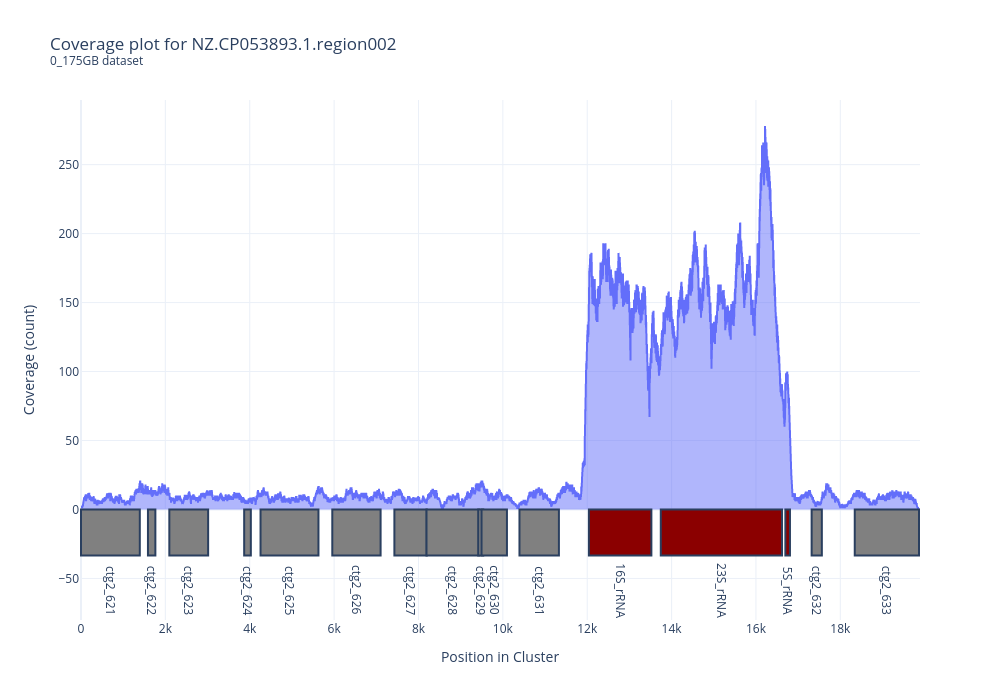 Coverage plot for NZ.CP053893.1.region002
0_175GB dataset
Coverage (count)
250
200
150
100
50
0
−50
ctg2_621
ctg2_622
ctg2_623
ctg2_624
ctg2_625
ctg2_626
ctg2_627
ctg2_628
ctg2_629
ctg2_630
ctg2_631
16S_rRNA
23S_rRNA
5S_rRNA
ctg2_632
ctg2_633
0 2k 4k 6k 8k 10k 12k 14k 16k 18k
Position in Cluster